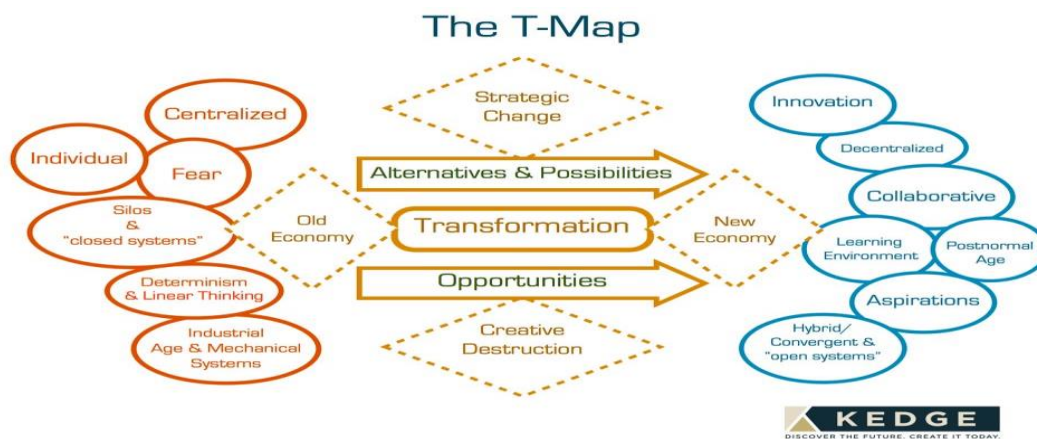 The T-Map
Centralized
Individual
Fear
Silos
&
"closed systems"
Determinism
& Linear Thinking
Industrial
Age & Mechanical
Systems
Old
Economy
Strategic
Change
Alternatives & Possibilities
Transformation
Opportunities
Creative
Destruction
New
Economy
Innovation
Decentralized
Collaborative
Learning
Environment
Postnormal
Age
Aspirations
Hybrid/
Convergent &
"open systems"
KEDGE
DISCOVER THE FUTURE. CREATE IT TODAY.